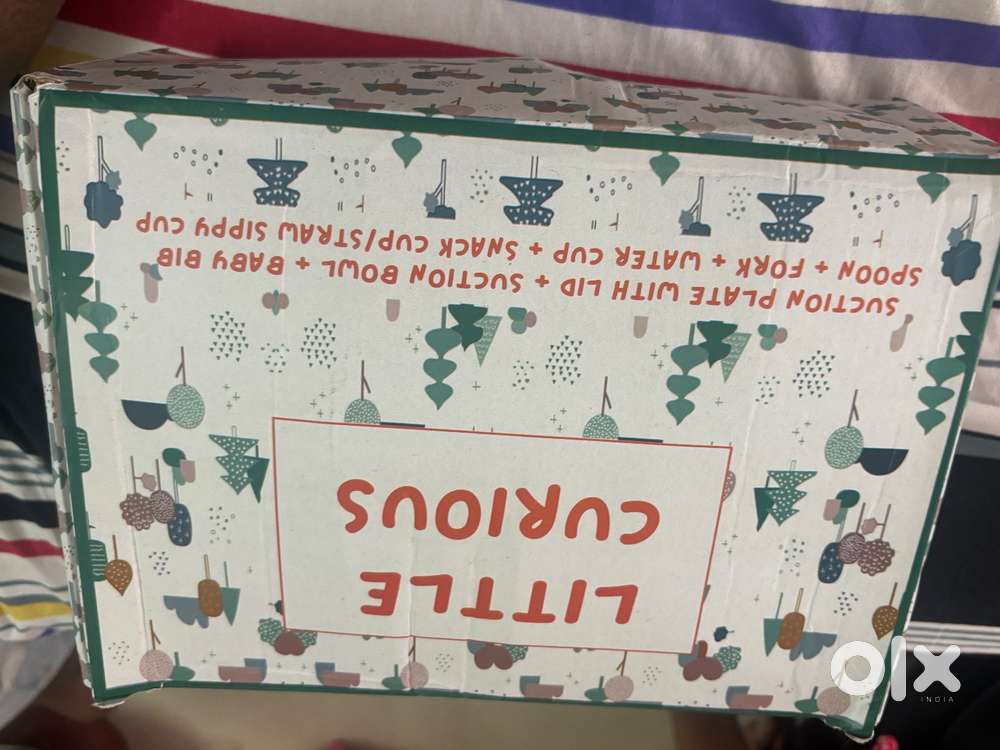 LITTLE
CURIOUS
SUCTION PLATE WITH LID + SUCTION BOWL + BABY BIB
SPOON + FORK + WATER CUP + SNACK CUP/STRAW SIPPY CUP
olx
INDIA